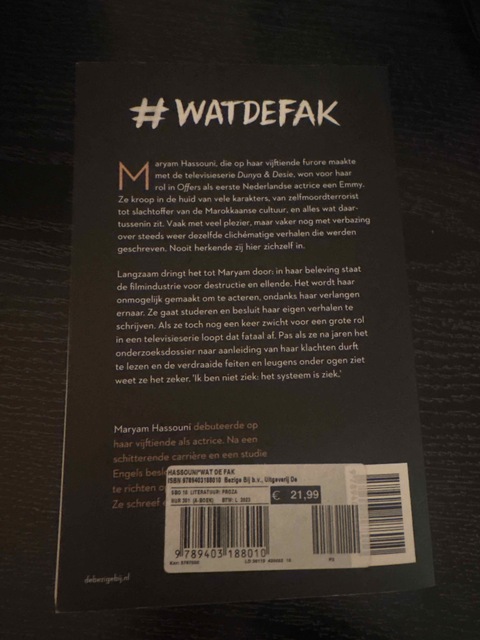 # WATDEFAK
Maryam Hassouni, die op haar vijftiende furore maakte
met de televisieserie Dunya & Desie, won voor haar
rol in Offers als eerste Nederlandse actrice een Emmy.
Ze kroop in de huid van vele karakters, van zelfmoordterrorist
tot slachtoffer van de Marokkaanse cultuur, en alles wat daar-
tussenin zit. Vaak met veel plezier, maar vaker nog met verbazing
over steeds weer dezelfde clichématige verhalen die werden
geschreven. Nooit herkende zij hier zichzelf in.
Langzaam dringt het tot Maryam door: in haar beleving staat
de filmindustrie voor destructie en ellende. Het wordt haar
onmogelijk gemaakt om te acteren, ondanks haar verlangen
ernaar. Ze gaat studeren en besluit haar eigen verhalen te
schrijven. Als ze toch nog een keer zwicht voor een grote rol
in een televisieserie loopt dat fataal af. Pas als ze na jaren het
onderzoeksdossier naar aanleiding van haar klachten durft
te lezen en de verdraaide feiten en leugens onder ogen ziet
weet ze het zeker. 'Ik ben niet ziek: het systeem is ziek.'
Maryam Hassouni debuteerde op
haar vijftiende als actrice. Na een
schitterende carrière en een studie
Engels
te richten
Ze schreef
HASSOUNI*WAT DE FAK
ISBN 9789403188010 Bezige Bij b.v., Uitgeverij De
SBO 10 LITERATUUR: PROZA
NUR 301 (A-BOEK) BTW: L 2023
€ 21,99
9 789403 188010
debezigebij.nl